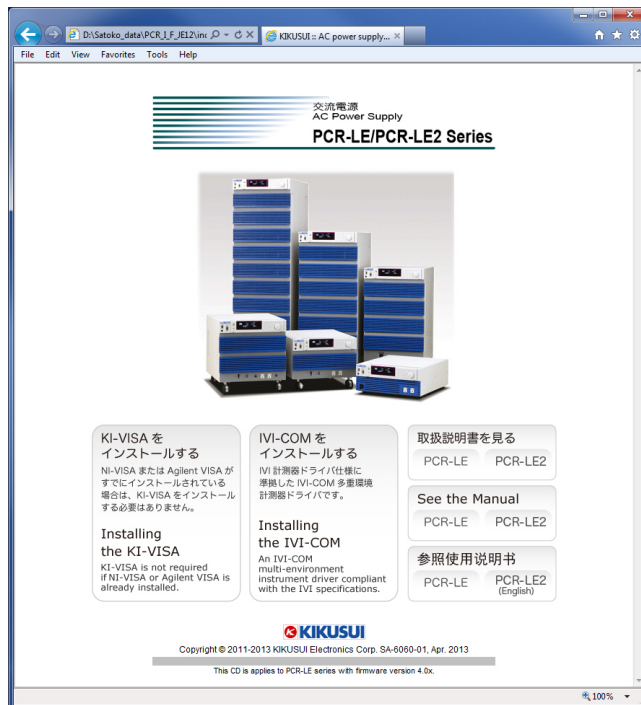 D:\Satoko_data\PCR_I_F_JE12\in
KIKUSUI :: AC power supply...
File Edit View Favorites Tools Help
交流電源
AC Power Supply
PCR-LE/PCR-LE2 Series
KI-VISA を
インストールする
NI-VISA または Agilent VISA が
すでにインストールされている
場合は、KI-VISA をインストール
する必要はありません。
Installing
the KI-VISA
KI-VISA is not required
if NI-VISA or Agilent VISA is
already installed.
IVI-COM を
インストールする
IVI 計測器ドライバ仕様に
準拠した IVI-COM 多重環境
計測器ドライバです。
Installing
the IVI-COM
An IVI-COM
multi-environment
instrument driver compliant
with the IVI specifications.
取扱説明書を見る
PCR-LE PCR-LE2
See the Manual
PCR-LE PCR-LE2
参照使用说明书
PCR-LE PCR-LE2
(English)
KIKUSUI
Copyright © 2011-2013 KIKUSUI Electronics Corp. SA-6060-01, Apr. 2013
This CD is applies to PCR-LE series with firmware version 4.0x.
100%